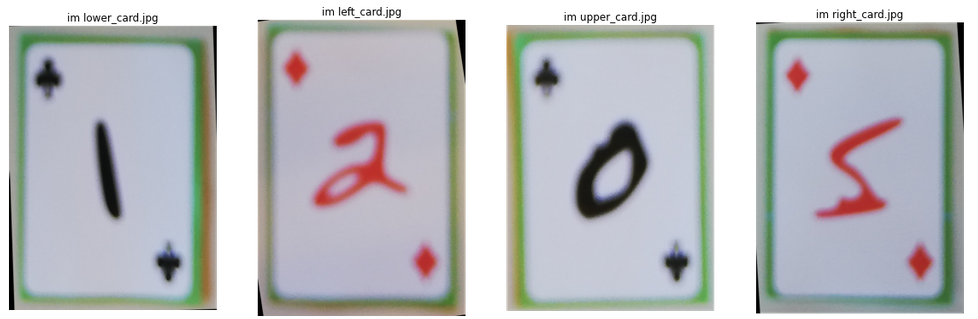 im lower_card.jpg
1
im left_card.jpg
2
im upper_card.jpg
0
im right_card.jpg
5